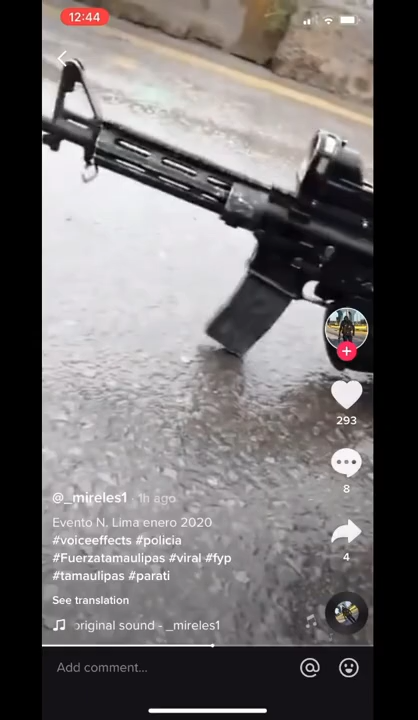 12:44
293
8
4
@_mireles1 · 1h ago
Evento N. Lima enero 2020
#voiceeffects #policia
#Fuerzatamaulipas #viral #fyp
#tamaulipas #parati
See translation
original sound - _mireles1
Add comment...